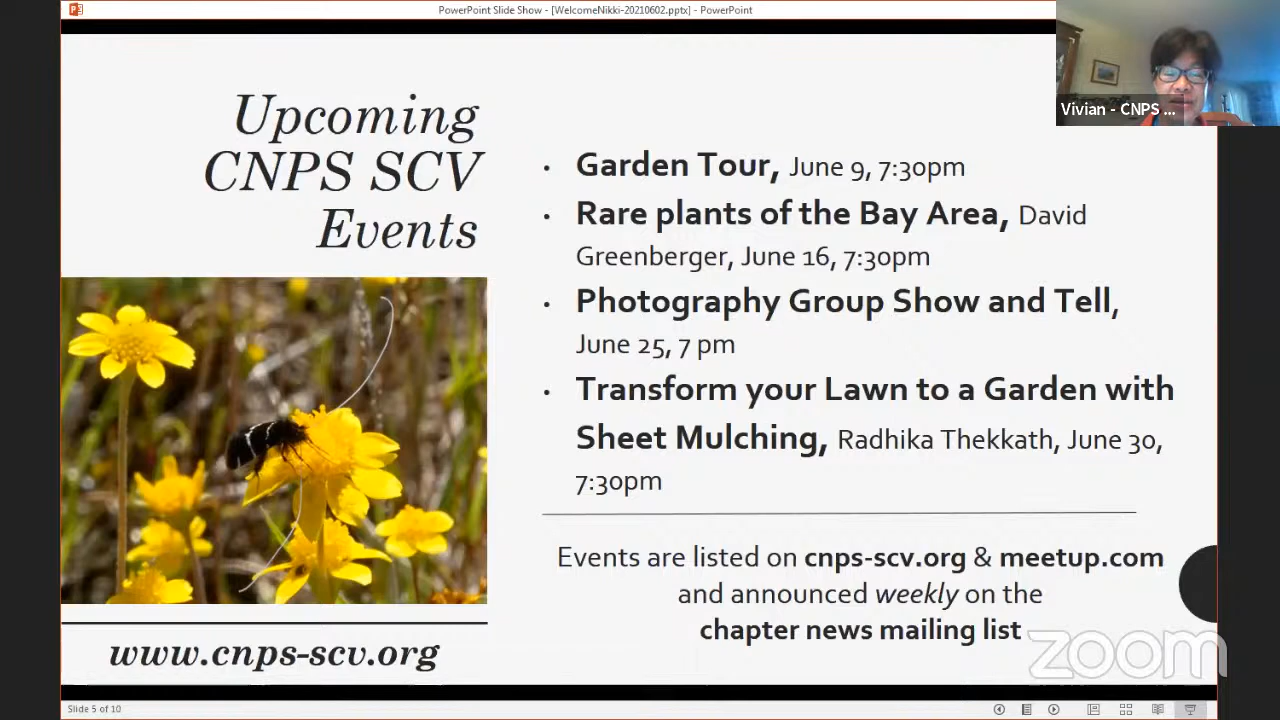 PowerPoint Slide Show - [WelcomeNikki-20210602.pptx] - PowerPoint
Vivian - CNPS ...
Upcoming
CNPS SCV
Events
• Garden Tour, June 9, 7:30pm
• Rare plants of the Bay Area, David
Greenberger, June 16, 7:30pm
• Photography Group Show and Tell,
June 25, 7 pm
• Transform your Lawn to a Garden with
Sheet Mulching, Radhika Thekkath, June 30,
7:30pm
Events are listed on cnps-scv.org & meetup.com
and announced weekly on the
chapter news mailing list
www.cnps-scv.org
zoom
Slide 5 of 10